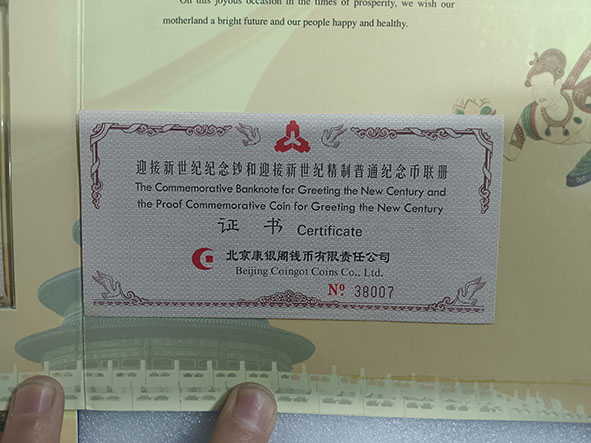 On this joyous occasion in the times of prosperity, we wish our
motherland a bright future and our people happy and healthy.
迎接新世纪纪念钞和迎接新世纪精制普通纪念币联册
The Commemorative Banknote for Greeting the New Century and
the Proof Commemorative Coin for Greeting the New Century
证 书 Certificate
北京康银阁钱币有限责任公司
Beijing Coingot Coins Co., Ltd.
Nº 38007